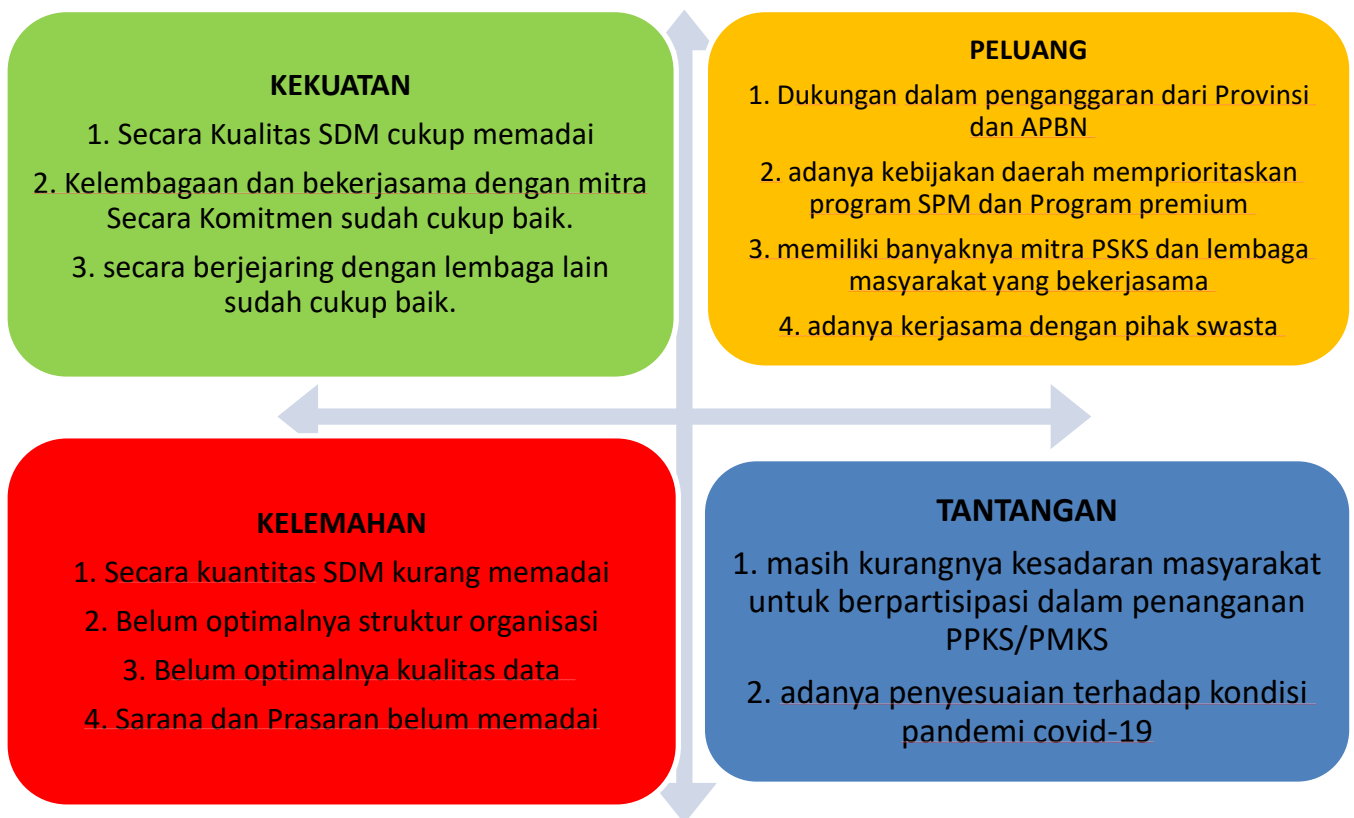 KEKUATAN
1. Secara Kualitas SDM cukup memadai
2. Kelembagaan dan bekerjasama dengan mitra
Secara Komitmen sudah cukup baik.
3. secara berjejaring dengan lembaga lain
sudah cukup baik.
PELUANG
1. Dukungan dalam penganggaran dari Provinsi
dan APBN
2. adanya kebijakan daerah memprioritaskan
program SPM dan Program premium
3. memiliki banyaknya mitra PSKS dan lembaga
masyarakat yang bekerjasama
4. adanya kerjasama dengan pihak swasta
KELEMAHAN
1. Secara kuantitas SDM kurang memadai
2. Belum optimalnya struktur organisasi
3. Belum optimalnya kualitas data
4. Sarana dan Prasaran belum memadai
TANTANGAN
1. masih kurangnya kesadaran masyarakat
untuk berpartisipasi dalam penanganan
PPKS/PMKS
2. adanya penyesuaian terhadap kondisi
pandemi covid-19